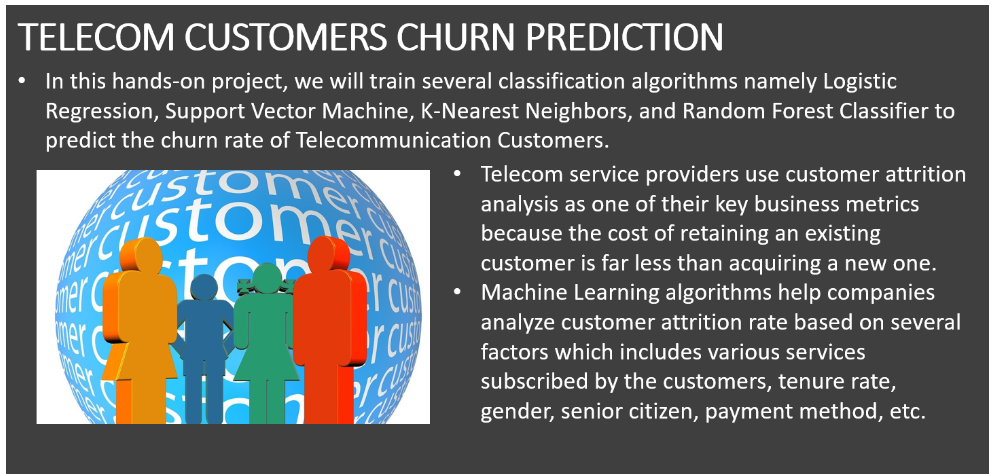 TELECOM CUSTOMERS CHURN PREDICTION
• In this hands-on project, we will train several classification algorithms namely Logistic
Regression, Support Vector Machine, K-Nearest Neighbors, and Random Forest Classifier to
predict the churn rate of Telecommunication Customers.
customer
customer
customer
customer
• Telecom service providers use customer attrition
analysis as one of their key business metrics
because the cost of retaining an existing
customer is far less than acquiring a new one.
• Machine Learning algorithms help companies
analyze customer attrition rate based on several
factors which includes various services
subscribed by the customers, tenure rate,
gender, senior citizen, payment method, etc.